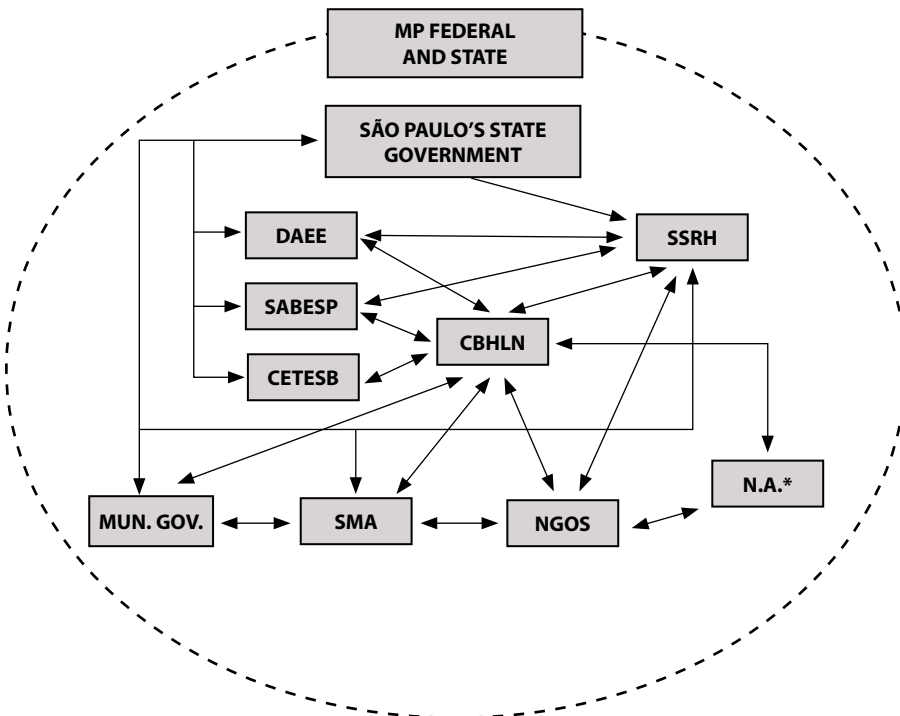 MP FEDERAL
AND STATE
SÃO PAULO'S STATE
GOVERNMENT
DAEE
SSRH
SABESP
CBHLN
CETESB
N.A.*
MUN. GOV.
SMA
NGOS